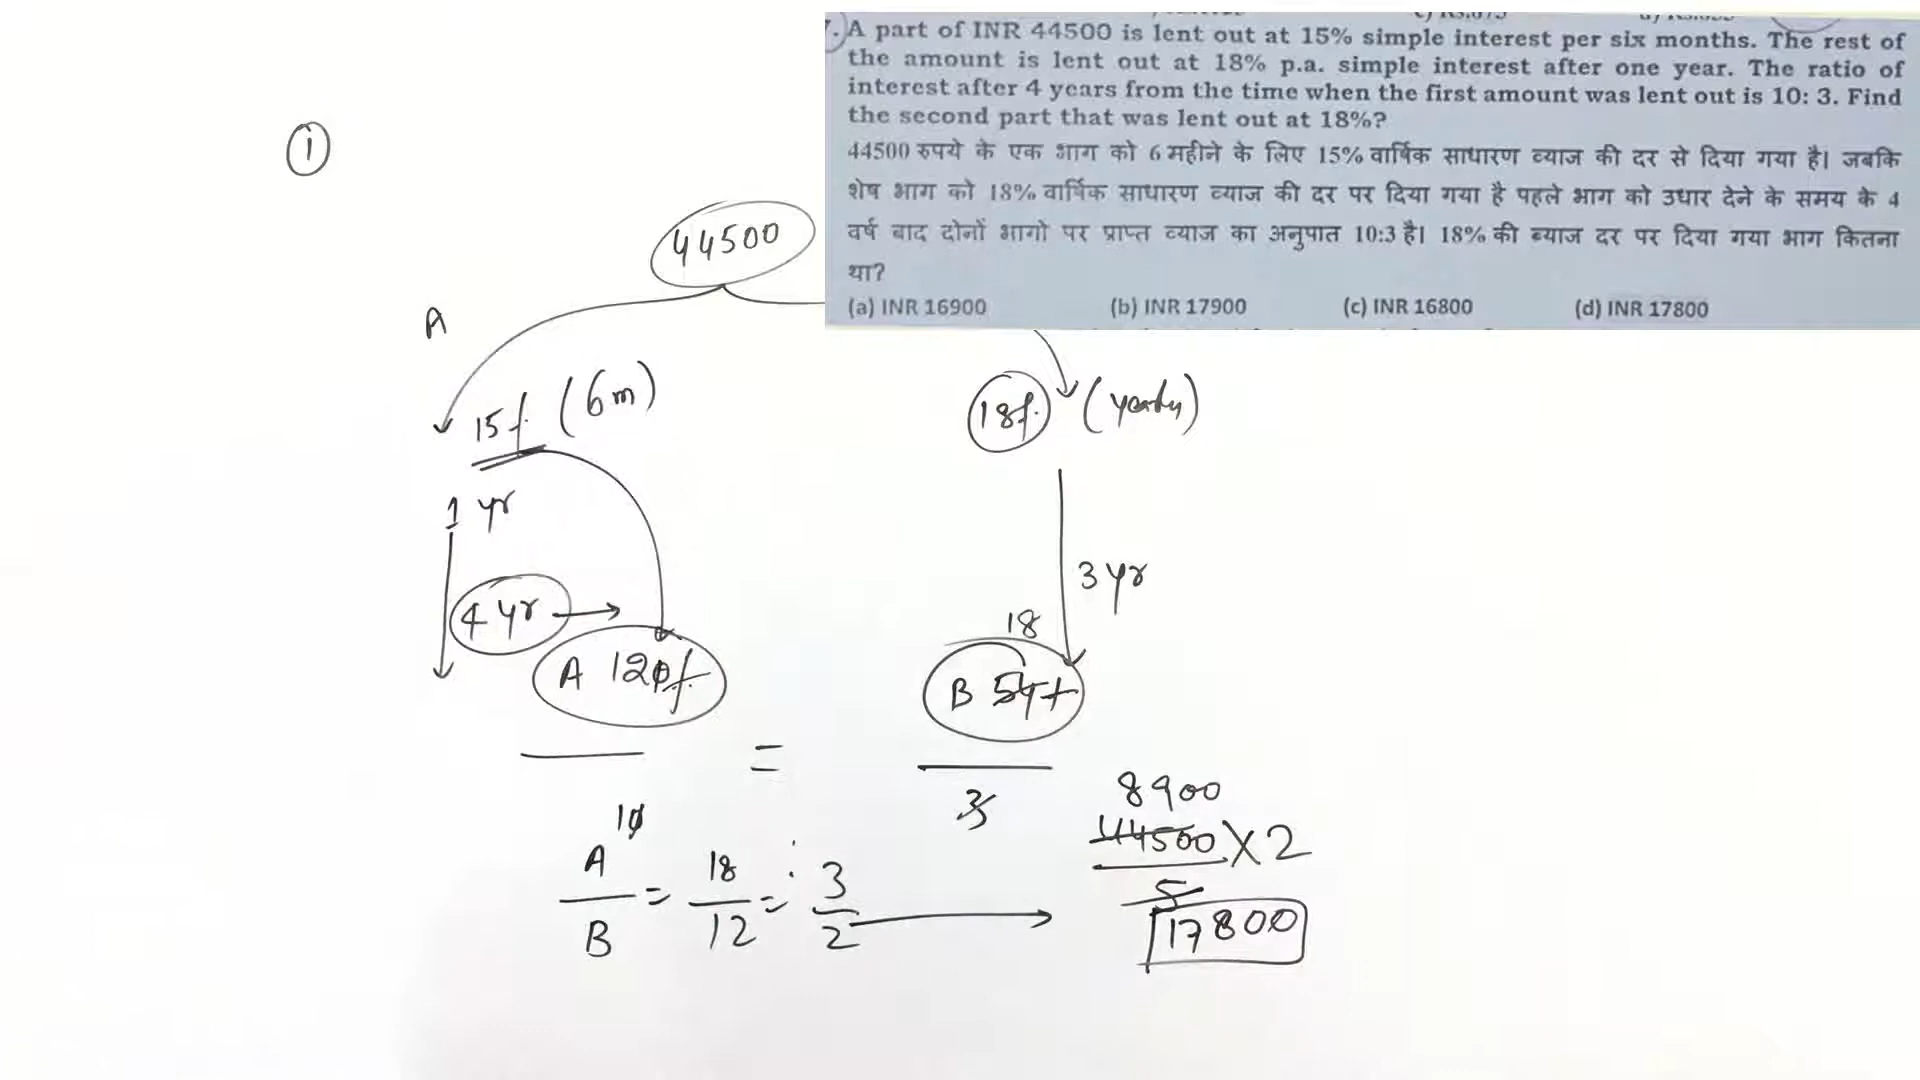 7. A part of INR 44500 is lent out at 15% simple interest per six months. The rest of
the amount is lent out at 18% p.a. simple interest after one year. The ratio of
interest after 4 years from the time when the first amount was lent out is 10: 3. Find
the second part that was lent out at 18%?
44500 रुपये के एक भाग को 6 महीने के लिए 15% वार्षिक साधारण ब्याज की दर से दिया गया है। जबकि
शेष भाग को 18% वार्षिक साधारण ब्याज की दर पर दिया गया है पहले भाग को उधार देने के समय के 4
वर्ष बाद दोनों भागो पर प्राप्त ब्याज का अनुपात 10:3 है। 18% की ब्याज दर पर दिया गया भाग कितना
था?
(a) INR 16900 (b) INR 17900 (c) INR 16800 (d) INR 17800
1
44500
A
15% (6m) 18% (yearly)
1 yr
4 yr 3 yr
18
A 120% = B 54%
10 3
A/B = 18/12 = 3/2
8900
44500 × 2
5
17800